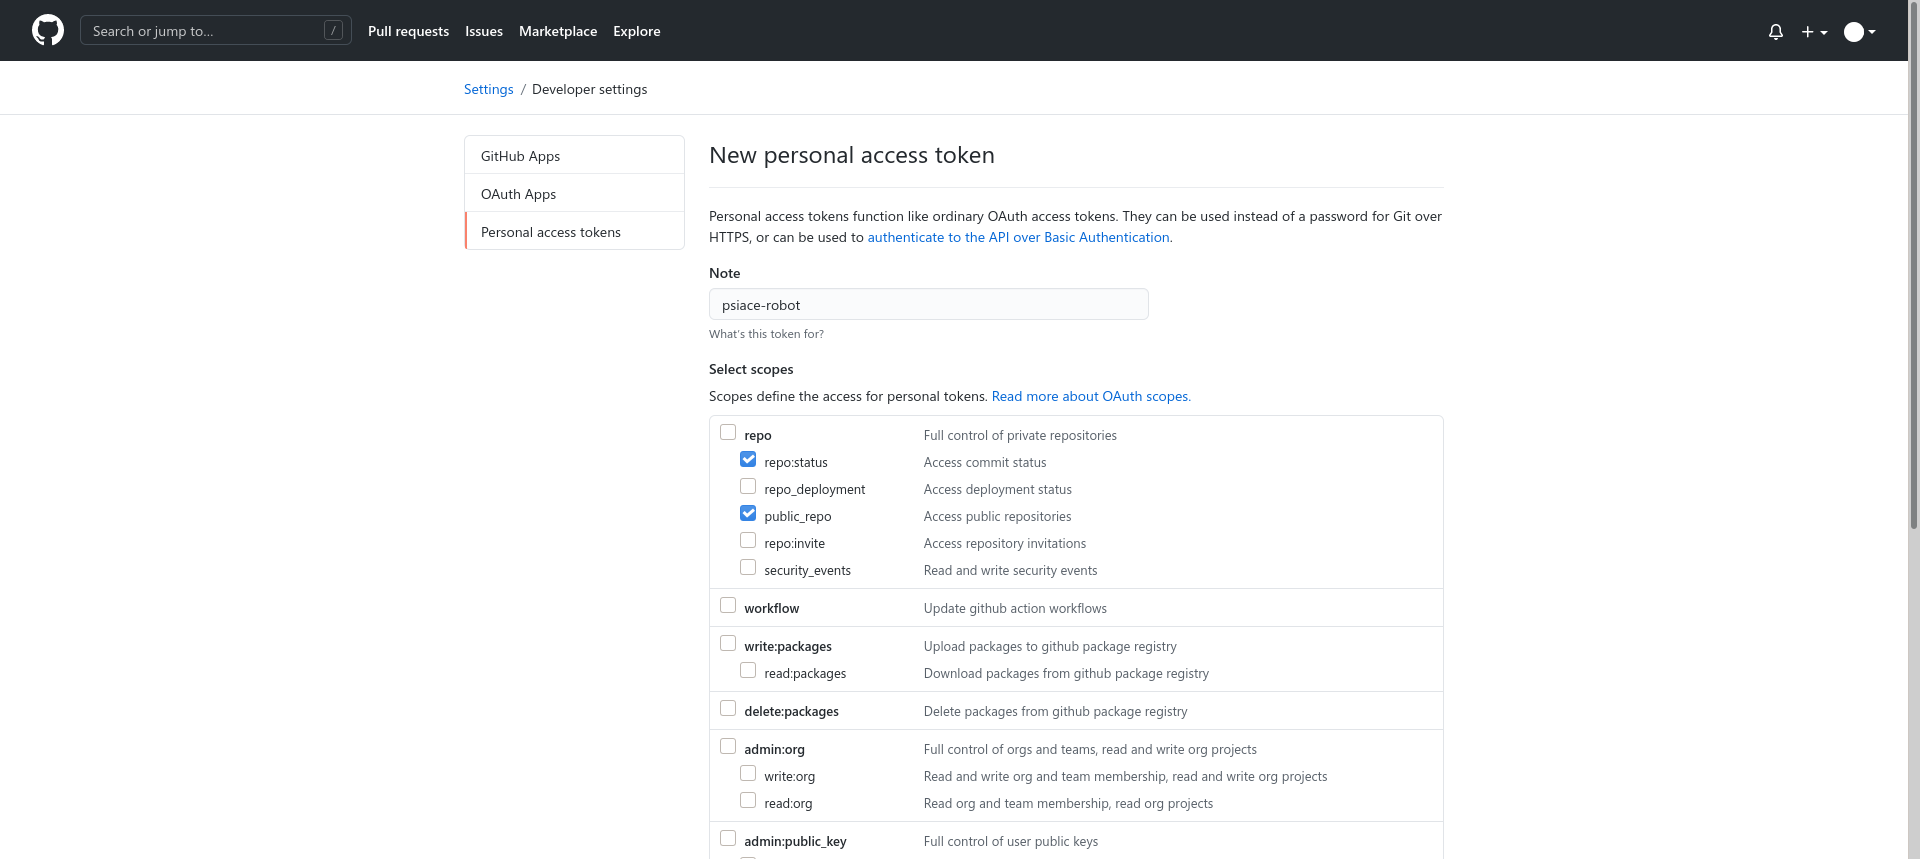 Search or jump to... /
Pull requests Issues Marketplace Explore
Settings / Developer settings
GitHub Apps
OAuth Apps
Personal access tokens
New personal access token
Personal access tokens function like ordinary OAuth access tokens. They can be used instead of a password for Git over
HTTPS, or can be used to authenticate to the API over Basic Authentication.
Note
psiace-robot
What's this token for?
Select scopes
Scopes define the access for personal tokens. Read more about OAuth scopes.
repo Full control of private repositories
repo:status Access commit status
repo_deployment Access deployment status
public_repo Access public repositories
repo:invite Access repository invitations
security_events Read and write security events
workflow Update github action workflows
write:packages Upload packages to github package registry
read:packages Download packages from github package registry
delete:packages Delete packages from github package registry
admin:org Full control of orgs and teams, read and write org projects
write:org Read and write org and team membership, read and write org projects
read:org Read org and team membership, read org projects
admin:public_key Full control of user public keys